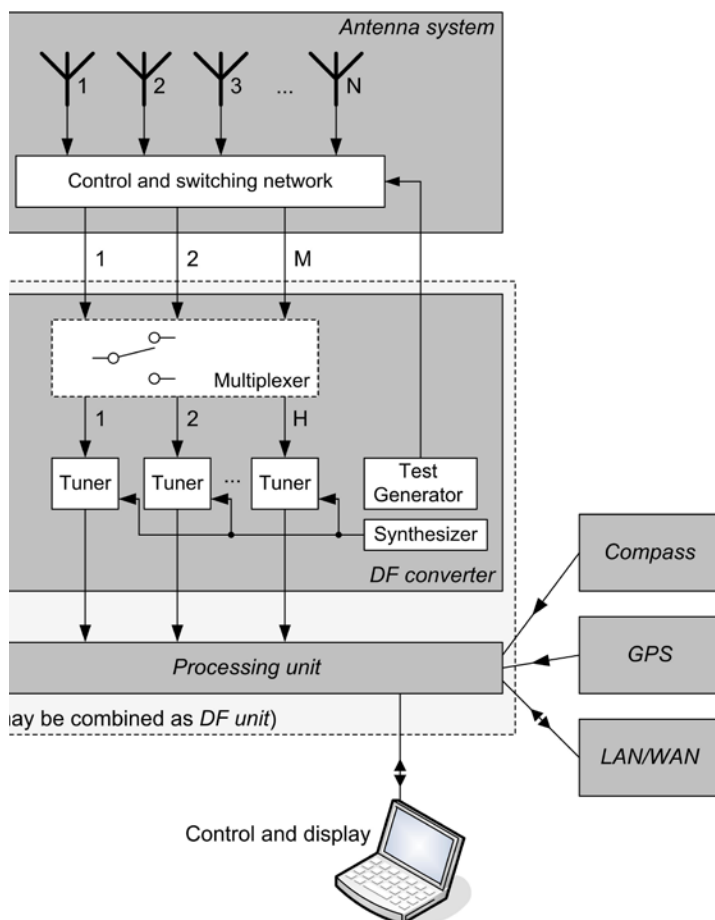 Antenna system
1 2 3 ... N
Control and switching network
1 2 M
Multiplexer
1 2 H
Tuner Tuner ... Tuner
Test
Generator
Synthesizer
DF converter
Compass
GPS
LAN/WAN
Processing unit
may be combined as DF unit)
Control and display